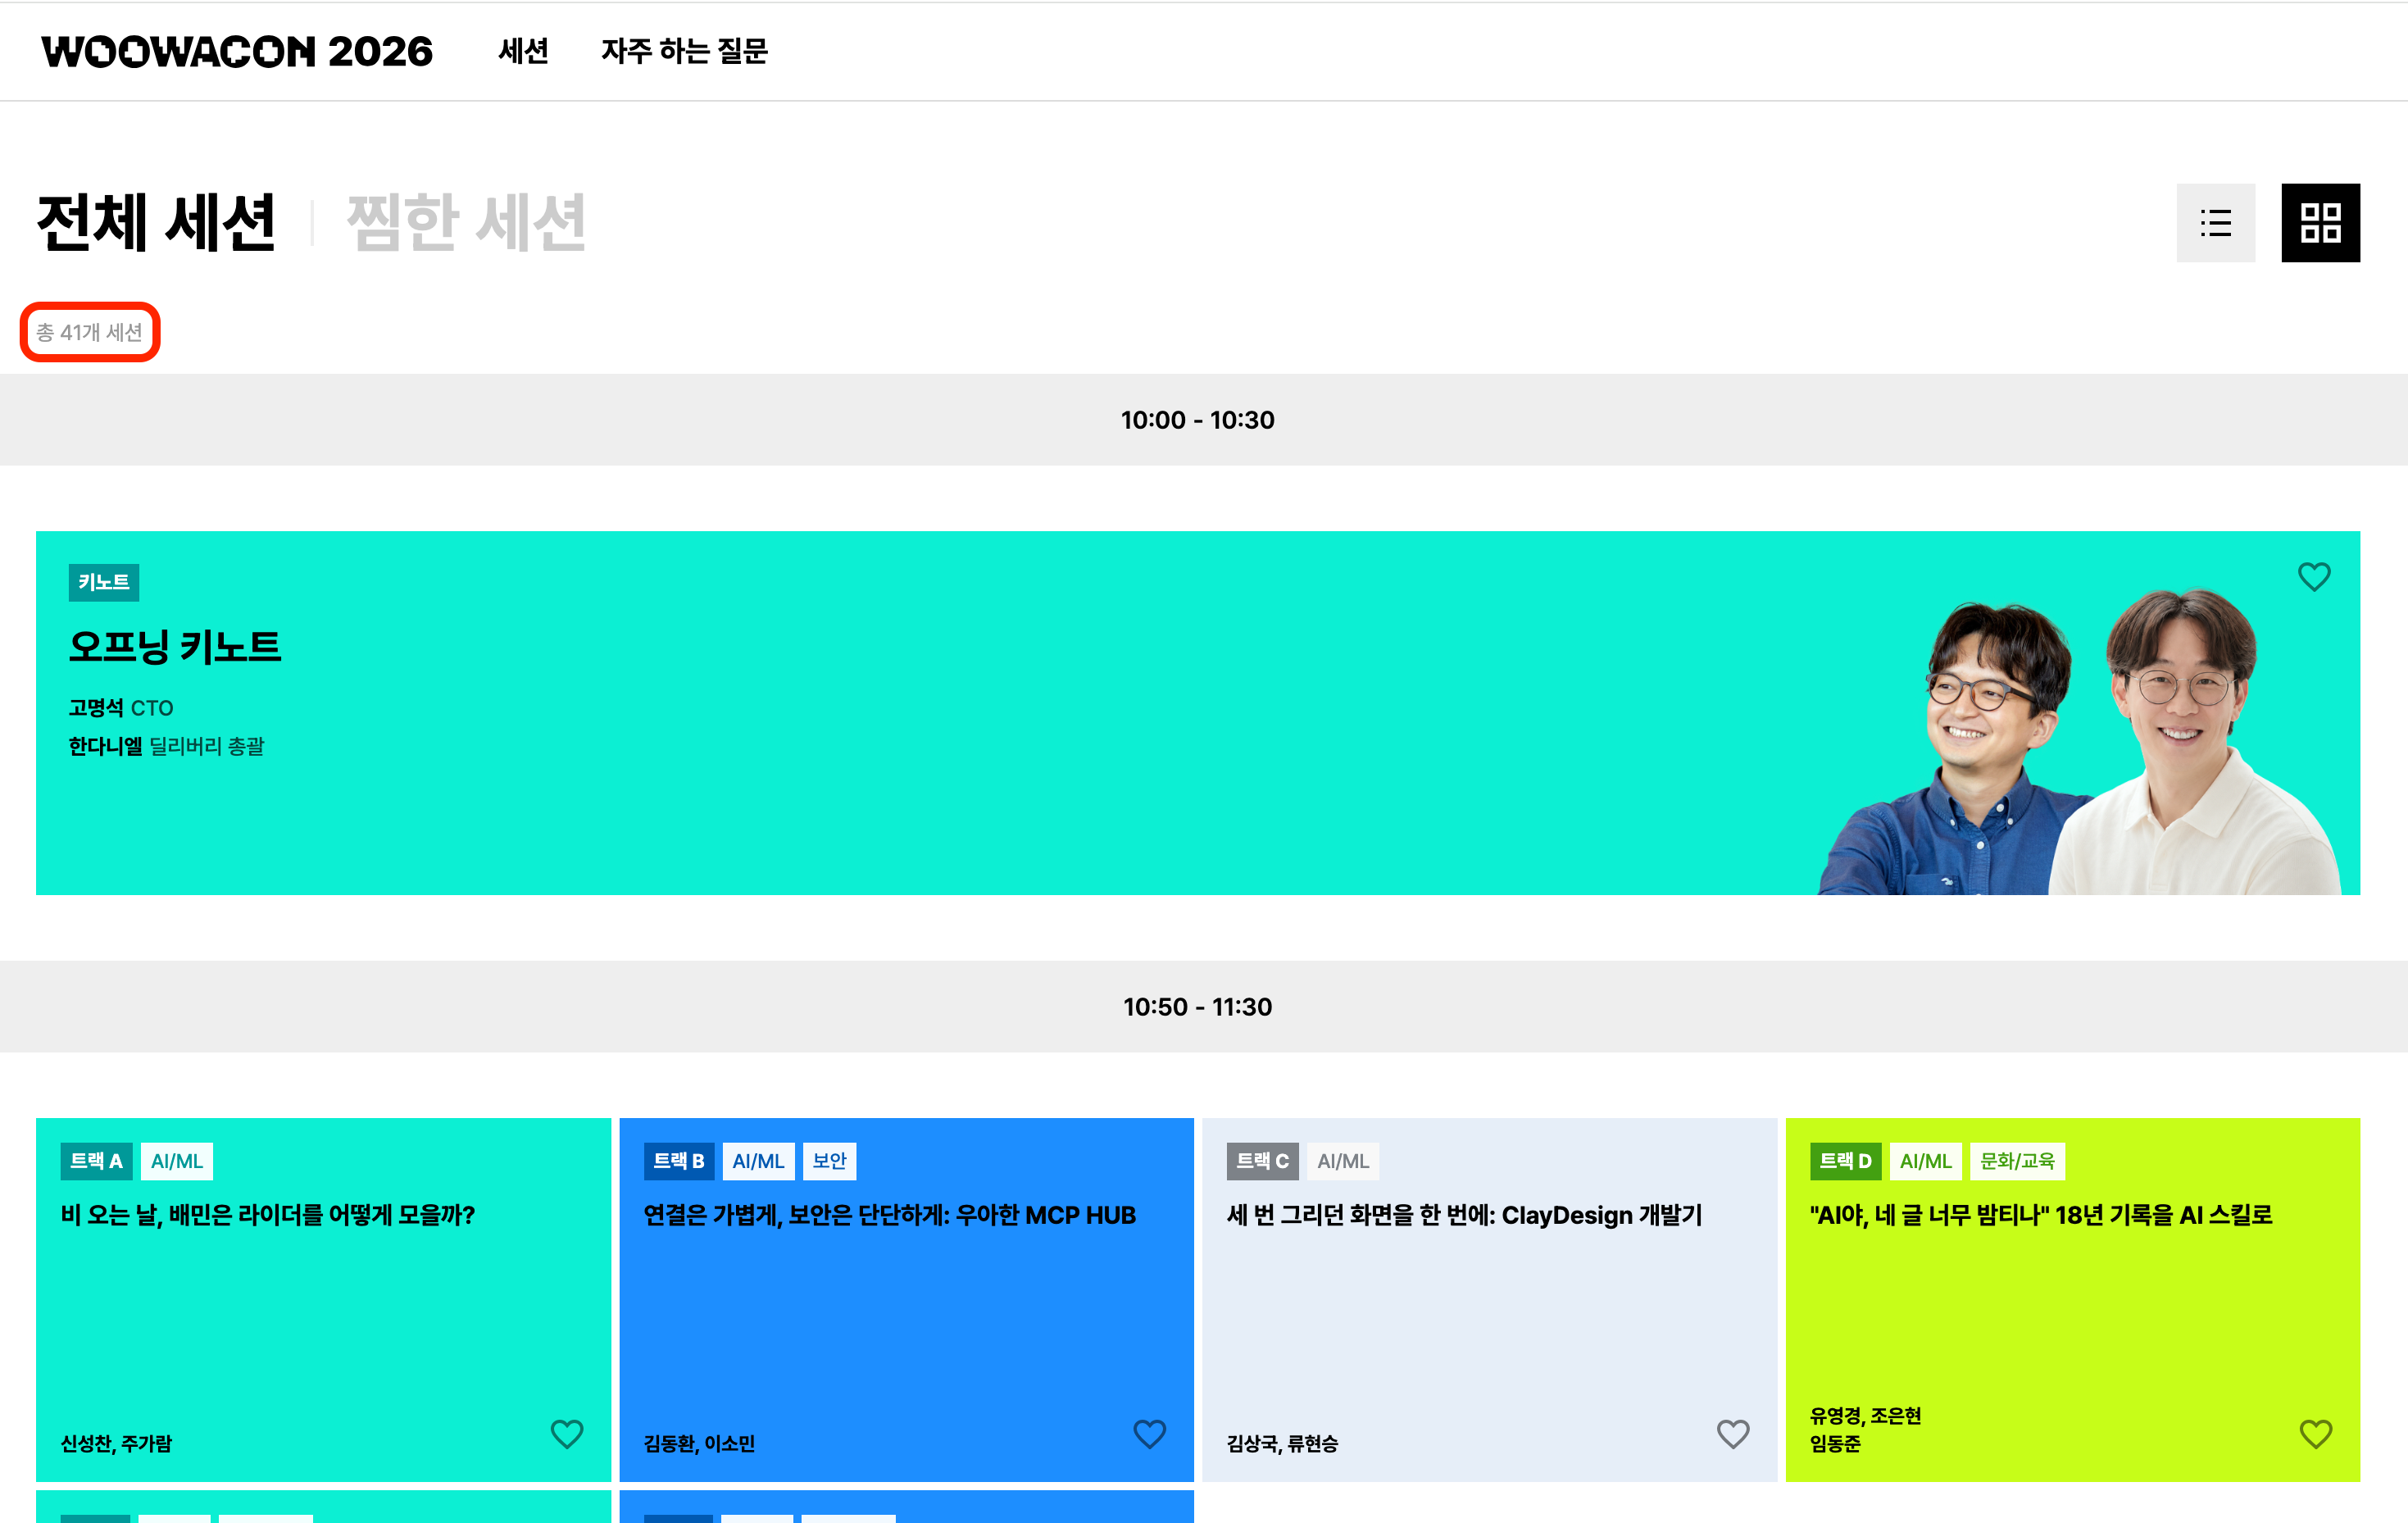 WOOWACON 2026 세션 자주 하는 질문
전체 세션 찜한 세션
총 41개 세션
10:00 - 10:30
키노트
오프닝 키노트
고명석 CTO
한다니엘 딜리버리 총괄
10:50 - 11:30
트랙 A AI/ML
비 오는 날, 배민은 라이더를 어떻게 모을까?
신성찬, 주가람
트랙 B AI/ML 보안
연결은 가볍게, 보안은 단단하게: 우아한 MCP HUB
김동환, 이소민
트랙 C AI/ML
세 번 그리던 화면을 한 번에: ClayDesign 개발기
김상국, 류현승
트랙 D AI/ML 문화/교육
"AI야, 네 글 너무 밤티나" 18년 기록을 AI 스킬로
유영경, 조은현
임동준